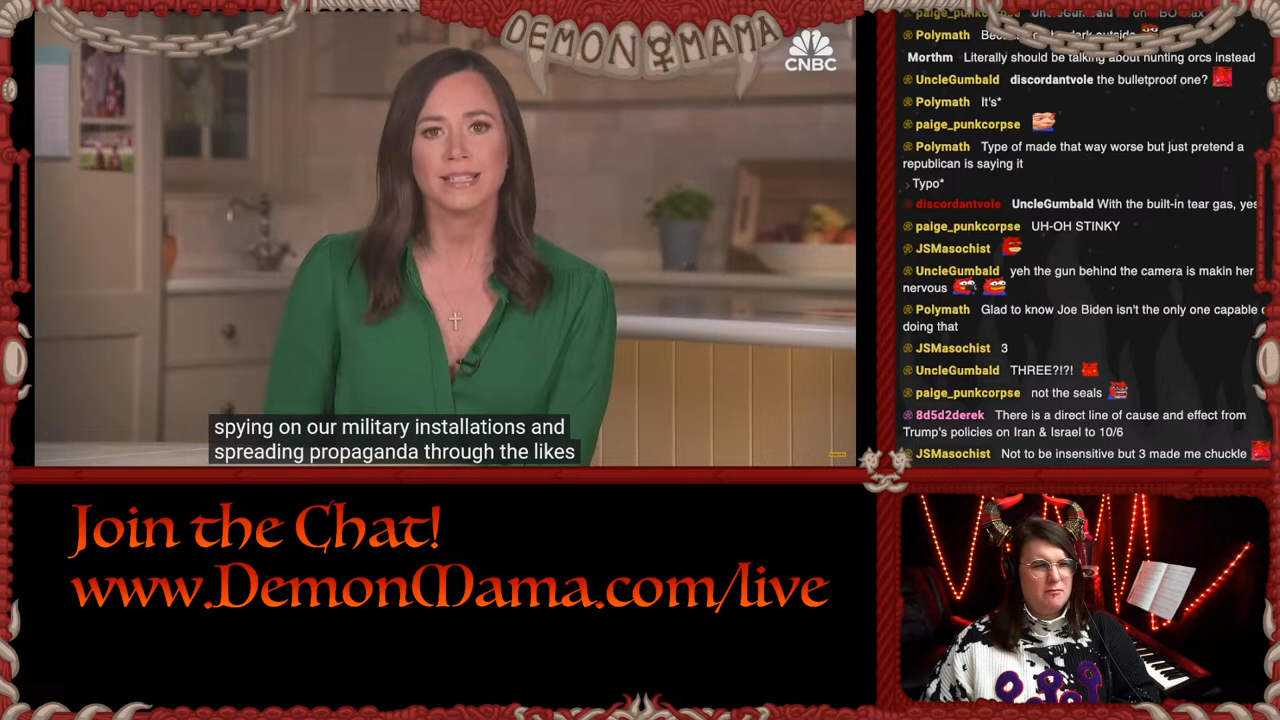 DEMON MAMA
CNBC
spying on our military installations and
spreading propaganda through the likes
Join the Chat!
www.DemonMama.com/live
Polymath
Morthm Literally should be talking about hunting orcs instead
UncleGumbald discordantvole the bulletproof one?
Polymath It's*
paige_punkcorpse
Polymath Type of made that way worse but just pretend a
republican is saying it
Typo*
discordantvole UncleGumbald With the built-in tear gas, yes
paige_punkcorpse UH-OH STINKY
JSMasochist
UncleGumbald yeh the gun behind the camera is makin her
nervous
Polymath Glad to know Joe Biden isn't the only one capable
doing that
JSMasochist 3
UncleGumbald THREE?!?!
paige_punkcorpse not the seals
8d5d2derek There is a direct line of cause and effect from
Trump's policies on Iran & Israel to 10/6
JSMasochist Not to be insensitive but 3 made me chuckle